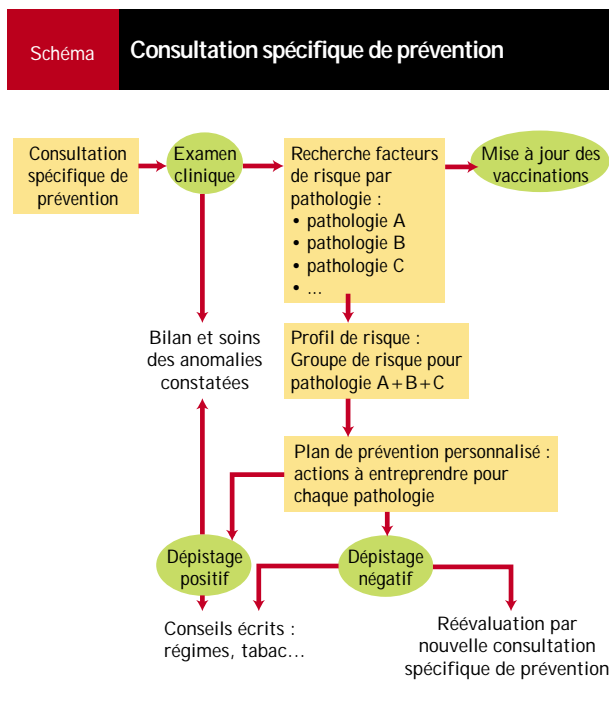 Schéma
Consultation spécifique de prévention
Consultation
spécifique de
prévention
Examen
clinique
Recherche facteurs
de risque par
pathologie :
• pathologie A
• pathologie B
• pathologie C
• ...
Mise à jour des
vaccinations
Bilan et soins
des anomalies
constatées
Profil de risque :
Groupe de risque pour
pathologie A+B+C
Plan de prévention personnalisé :
actions à entreprendre pour
chaque pathologie
Dépistage
positif
Dépistage
négatif
Conseils écrits :
régimes, tabac...
Réévaluation par
nouvelle consultation
spécifique de prévention